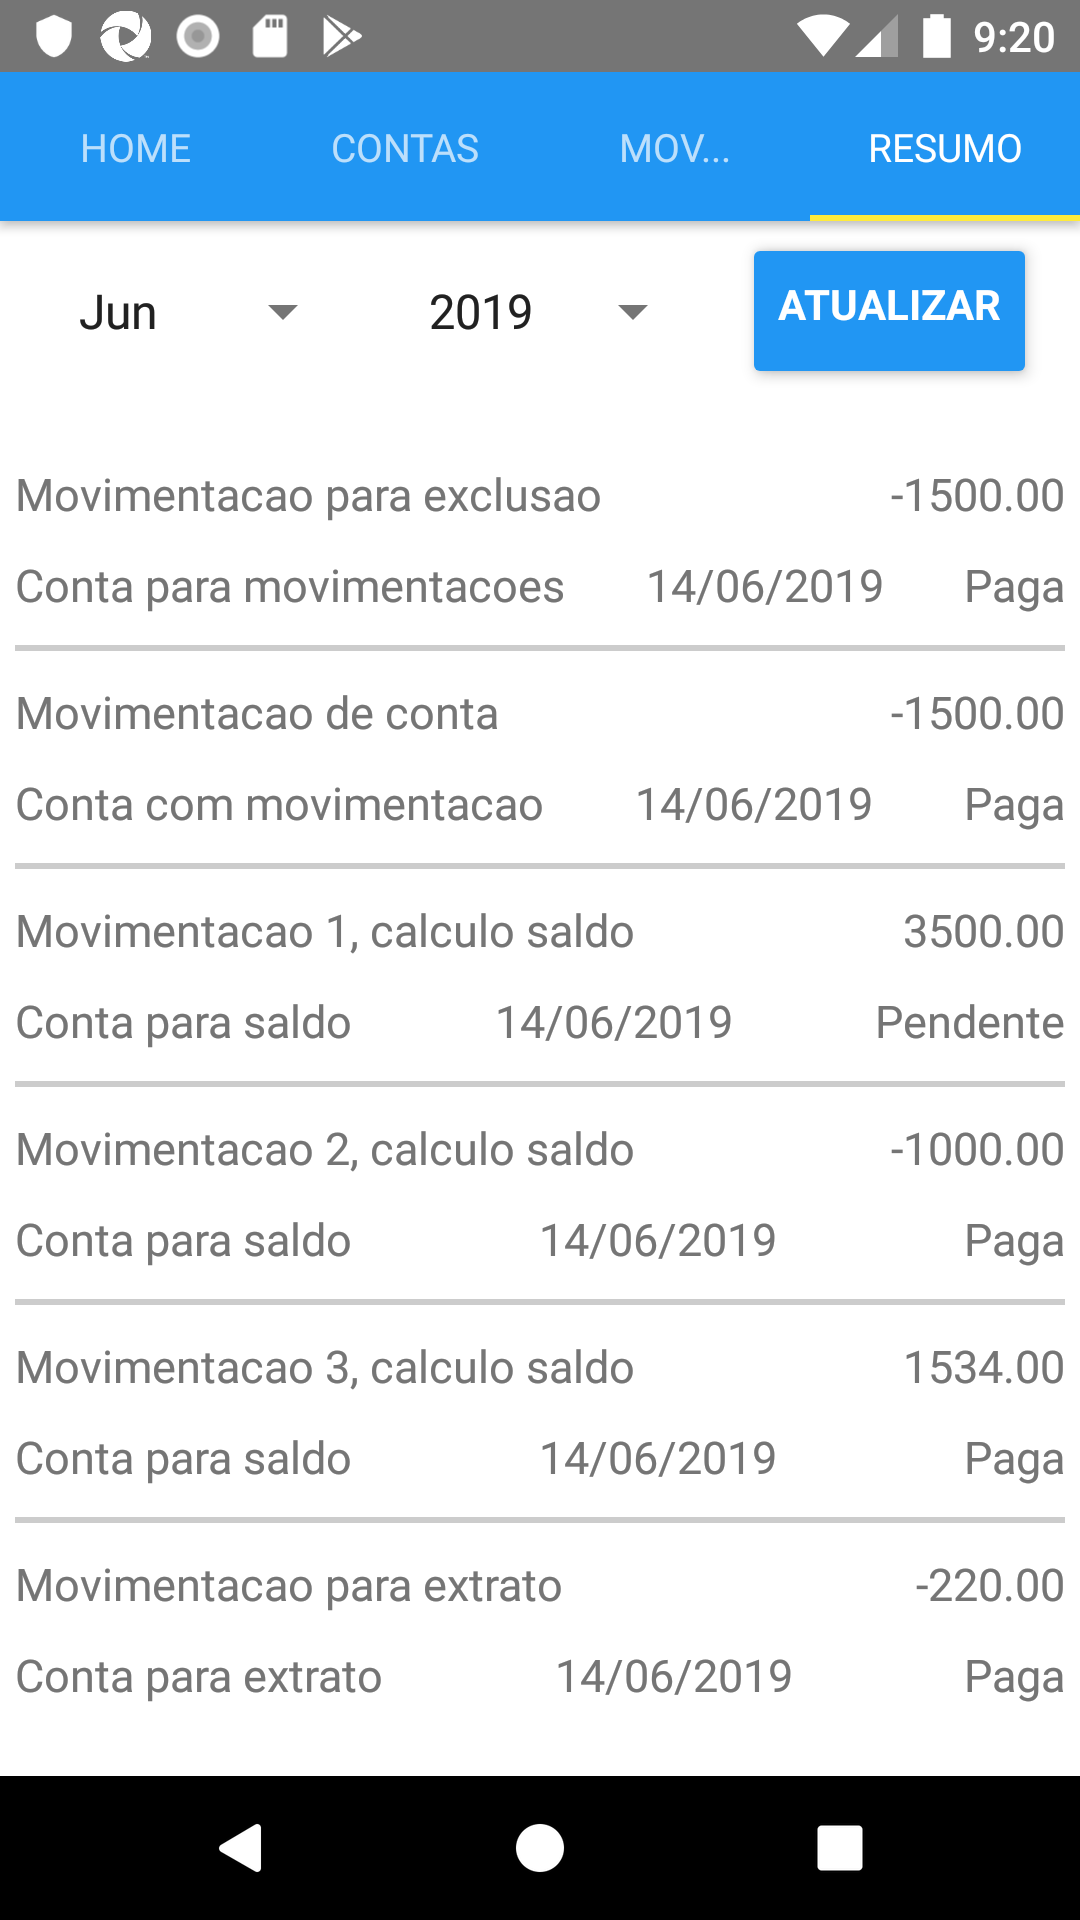 9:20
HOME CONTAS MOV... RESUMO
Jun 2019 ATUALIZAR
Movimentacao para exclusao -1500.00
Conta para movimentacoes 14/06/2019 Paga
Movimentacao de conta -1500.00
Conta com movimentacao 14/06/2019 Paga
Movimentacao 1, calculo saldo 3500.00
Conta para saldo 14/06/2019 Pendente
Movimentacao 2, calculo saldo -1000.00
Conta para saldo 14/06/2019 Paga
Movimentacao 3, calculo saldo 1534.00
Conta para saldo 14/06/2019 Paga
Movimentacao para extrato -220.00
Conta para extrato 14/06/2019 Paga